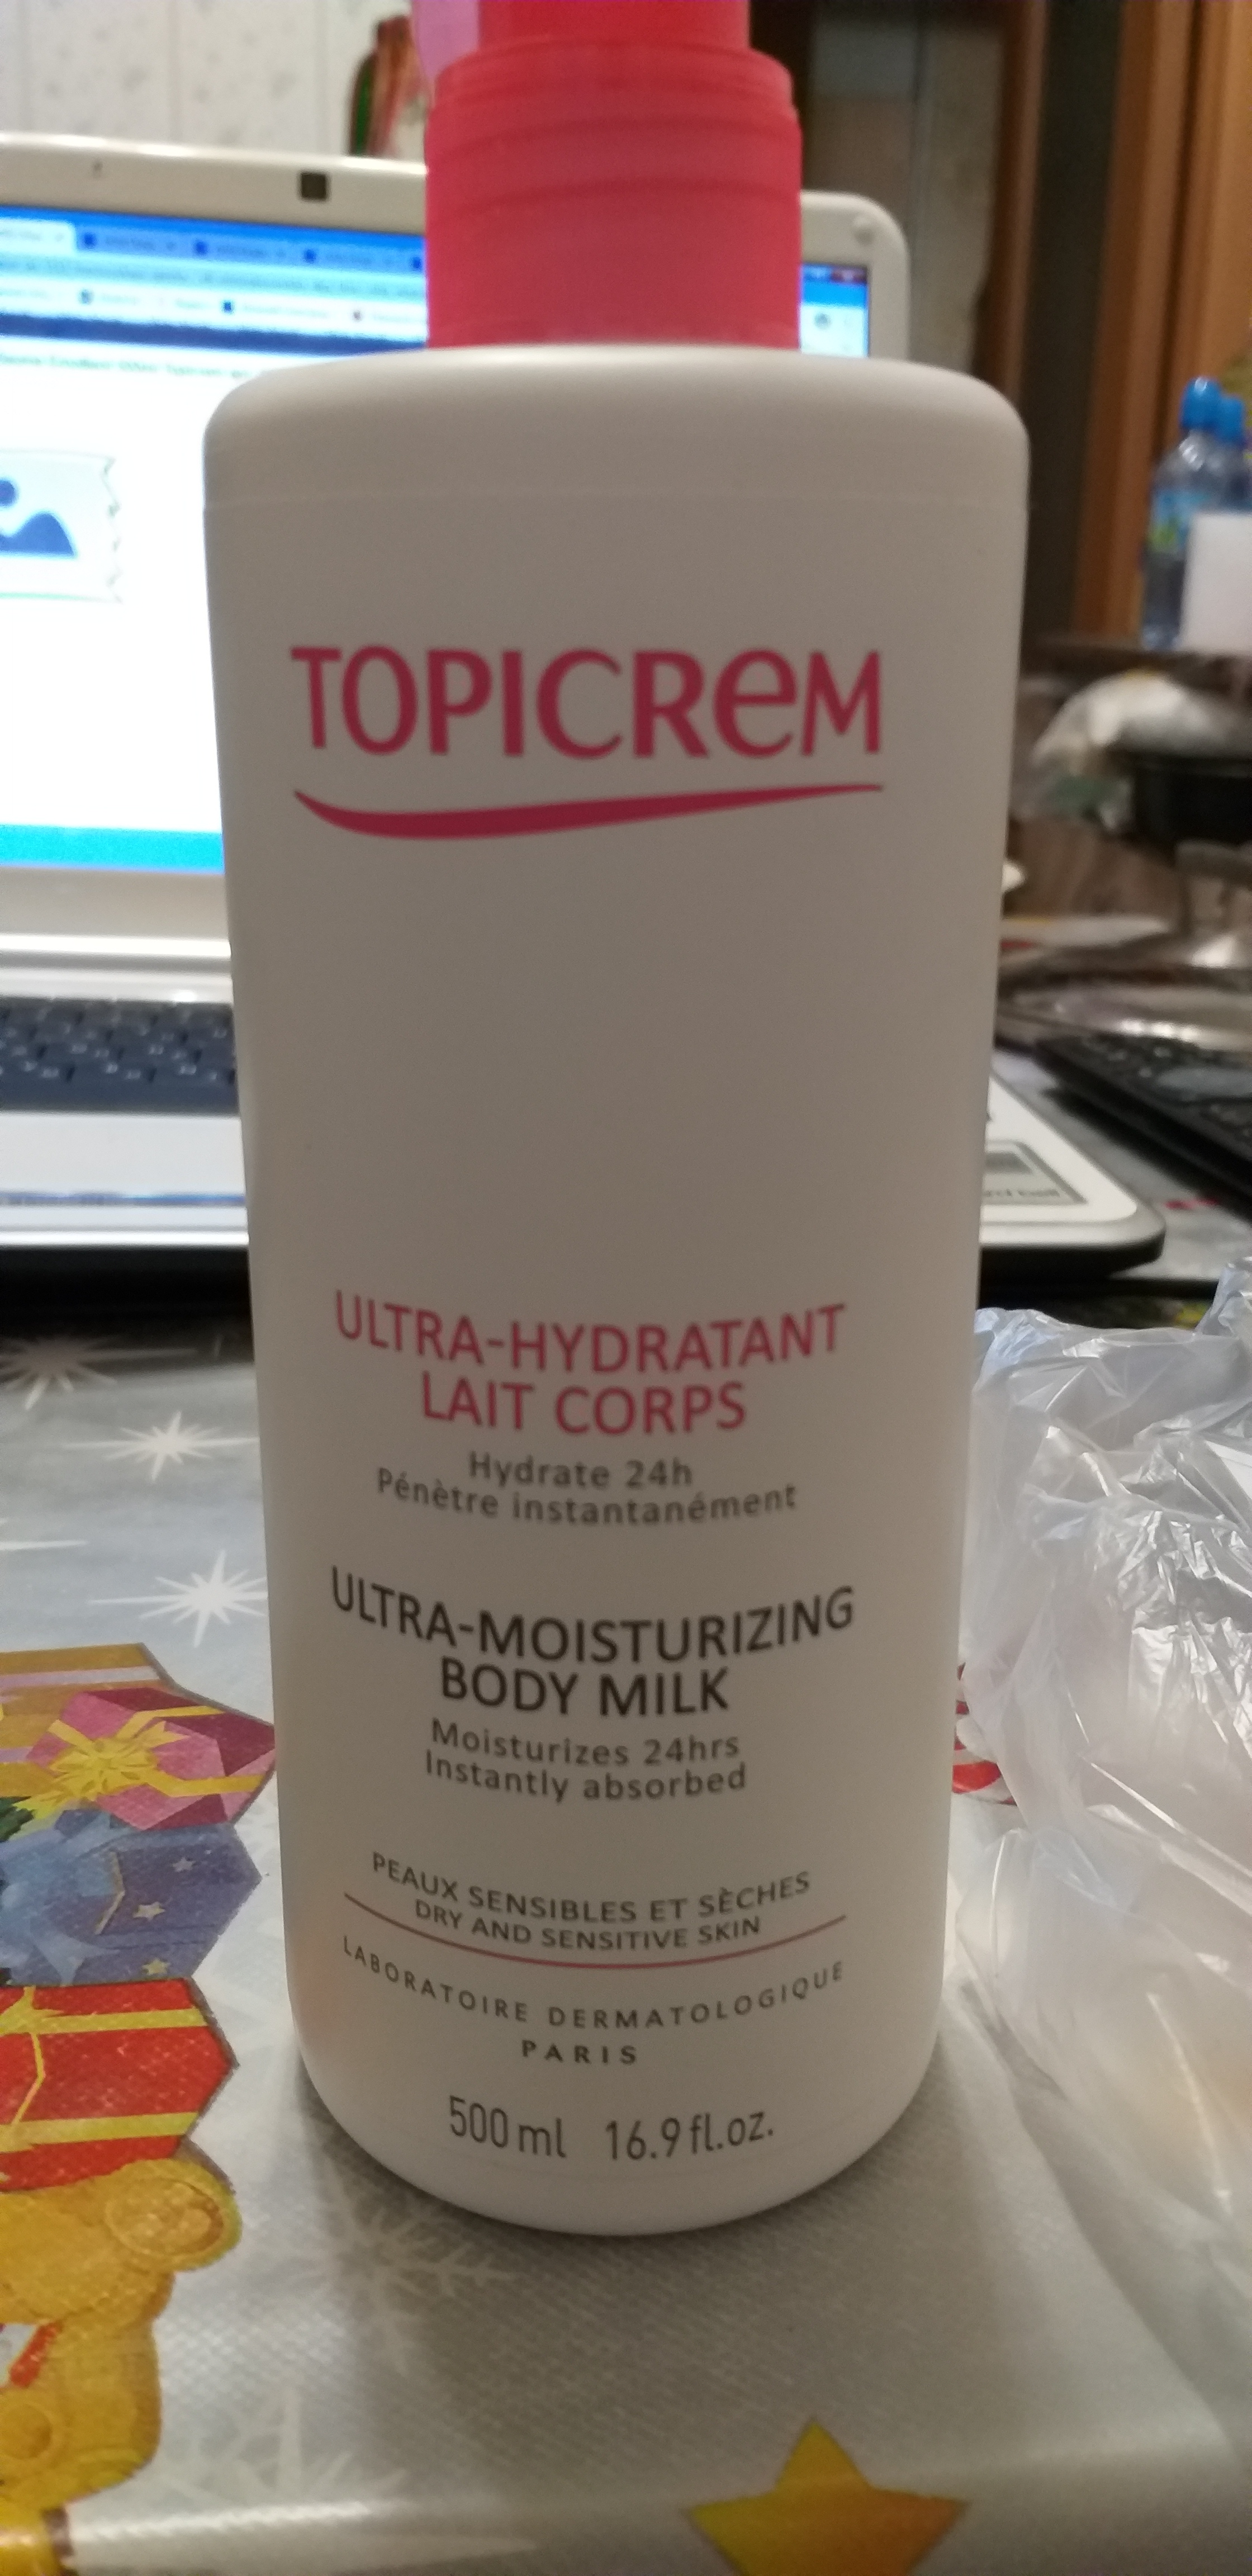 TOPICREM
ULTRA-HYDRATANT
LAIT CORPS
Hydrate 24h
Pénètre instantanément
ULTRA-MOISTURIZING
BODY MILK
Moisturizes 24hrs
Instantly absorbed
PEAUX SENSIBLES ET SÈCHES
DRY AND SENSITIVE SKIN
LABORATOIRE DERMATOLOGIQUE
PARIS
500 ml 16.9 fl.oz.